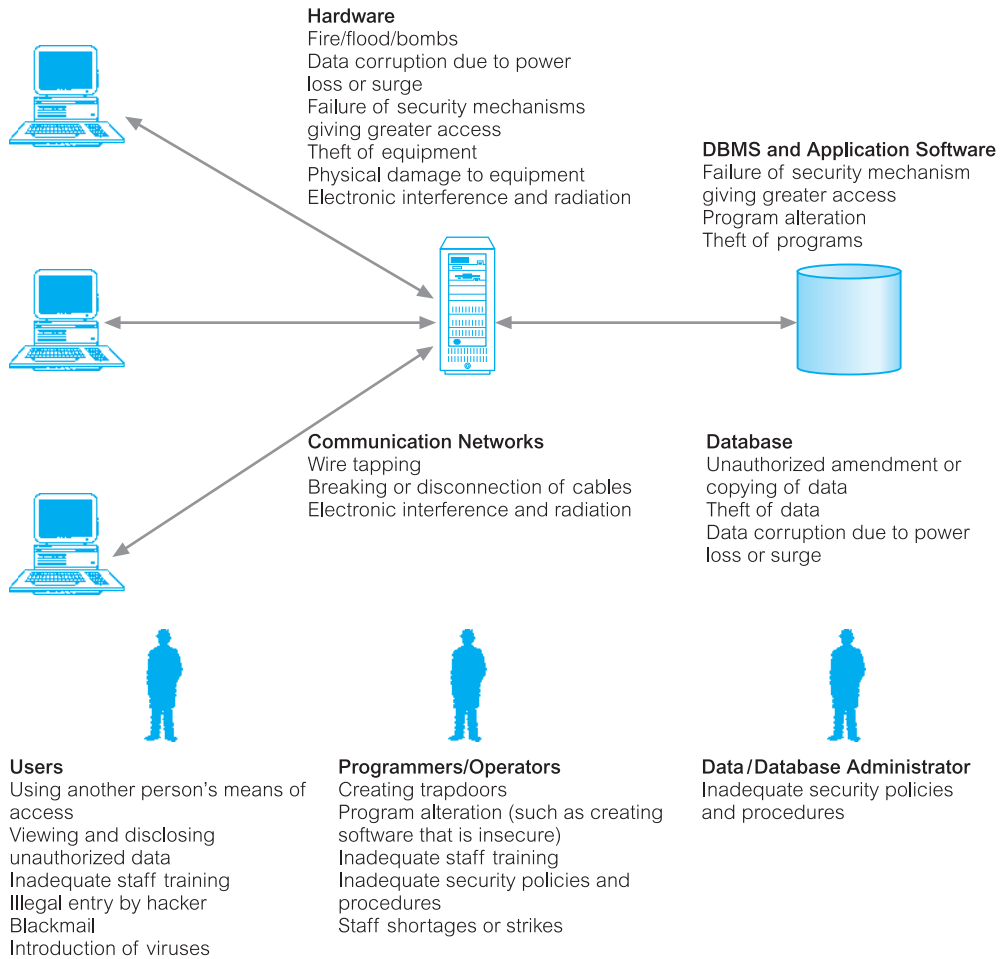 Hardware
Fire/flood/bombs
Data corruption due to power
loss or surge
Failure of security mechanisms
giving greater access
Theft of equipment
Physical damage to equipment
Electronic interference and radiation
DBMS and Application Software
Failure of security mechanism
giving greater access
Program alteration
Theft of programs
Communication Networks
Wire tapping
Breaking or disconnection of cables
Electronic interference and radiation
Database
Unauthorized amendment or
copying of data
Theft of data
Data corruption due to power
loss or surge
Users
Using another person's means of
access
Viewing and disclosing
unauthorized data
Inadequate staff training
Illegal entry by hacker
Blackmail
Introduction of viruses
Programmers/Operators
Creating trapdoors
Program alteration (such as creating
software that is insecure)
Inadequate staff training
Inadequate security policies and
procedures
Staff shortages or strikes
Data/Database Administrator
Inadequate security policies
and procedures